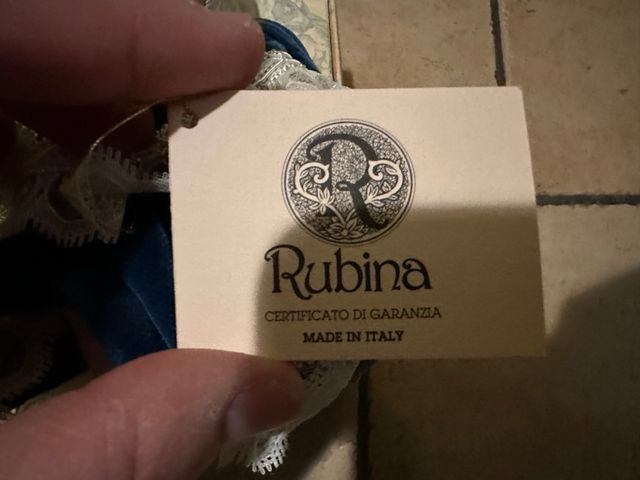 R
Rubina
CERTIFICATO DI GARANZIA
MADE IN ITALY